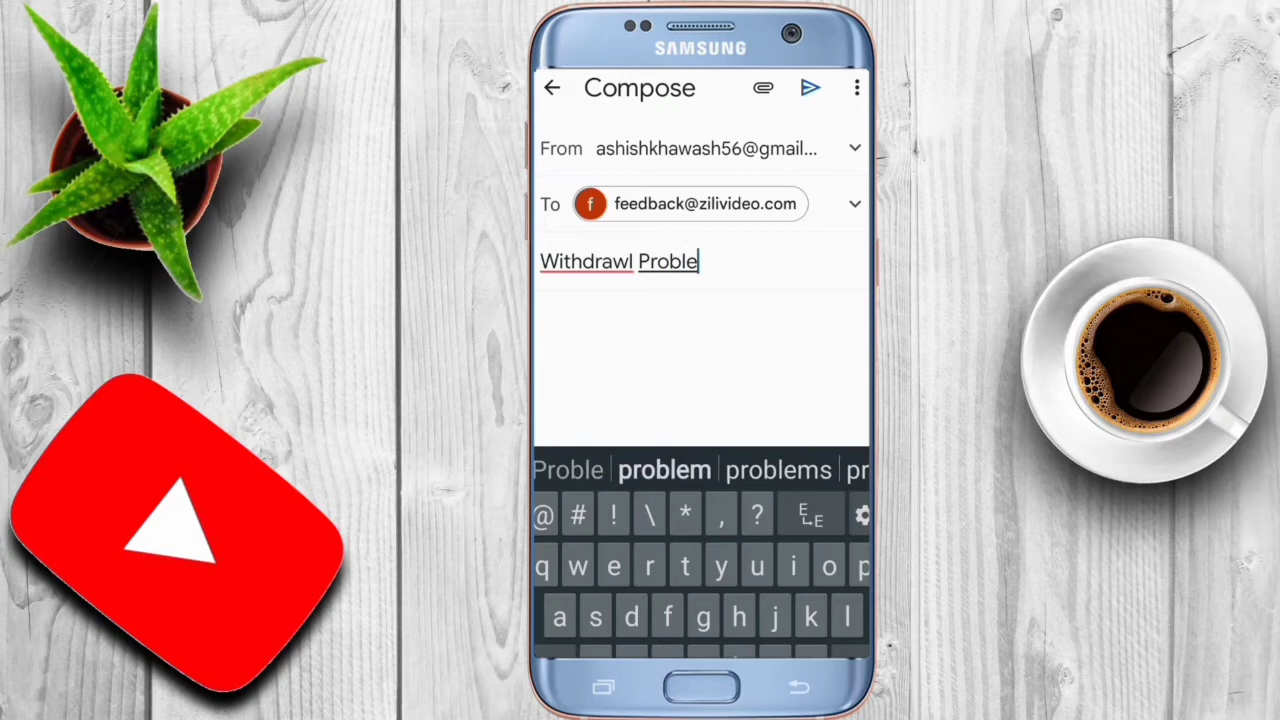 SAMSUNG
Compose
From ashishkhawash56@gmail...
To f feedback@zilivideo.com
Withdrawl Proble
Proble problem problems pr
@ # ! \ * , ? E E
q w e r t y u i o p
a s d f g h j k l